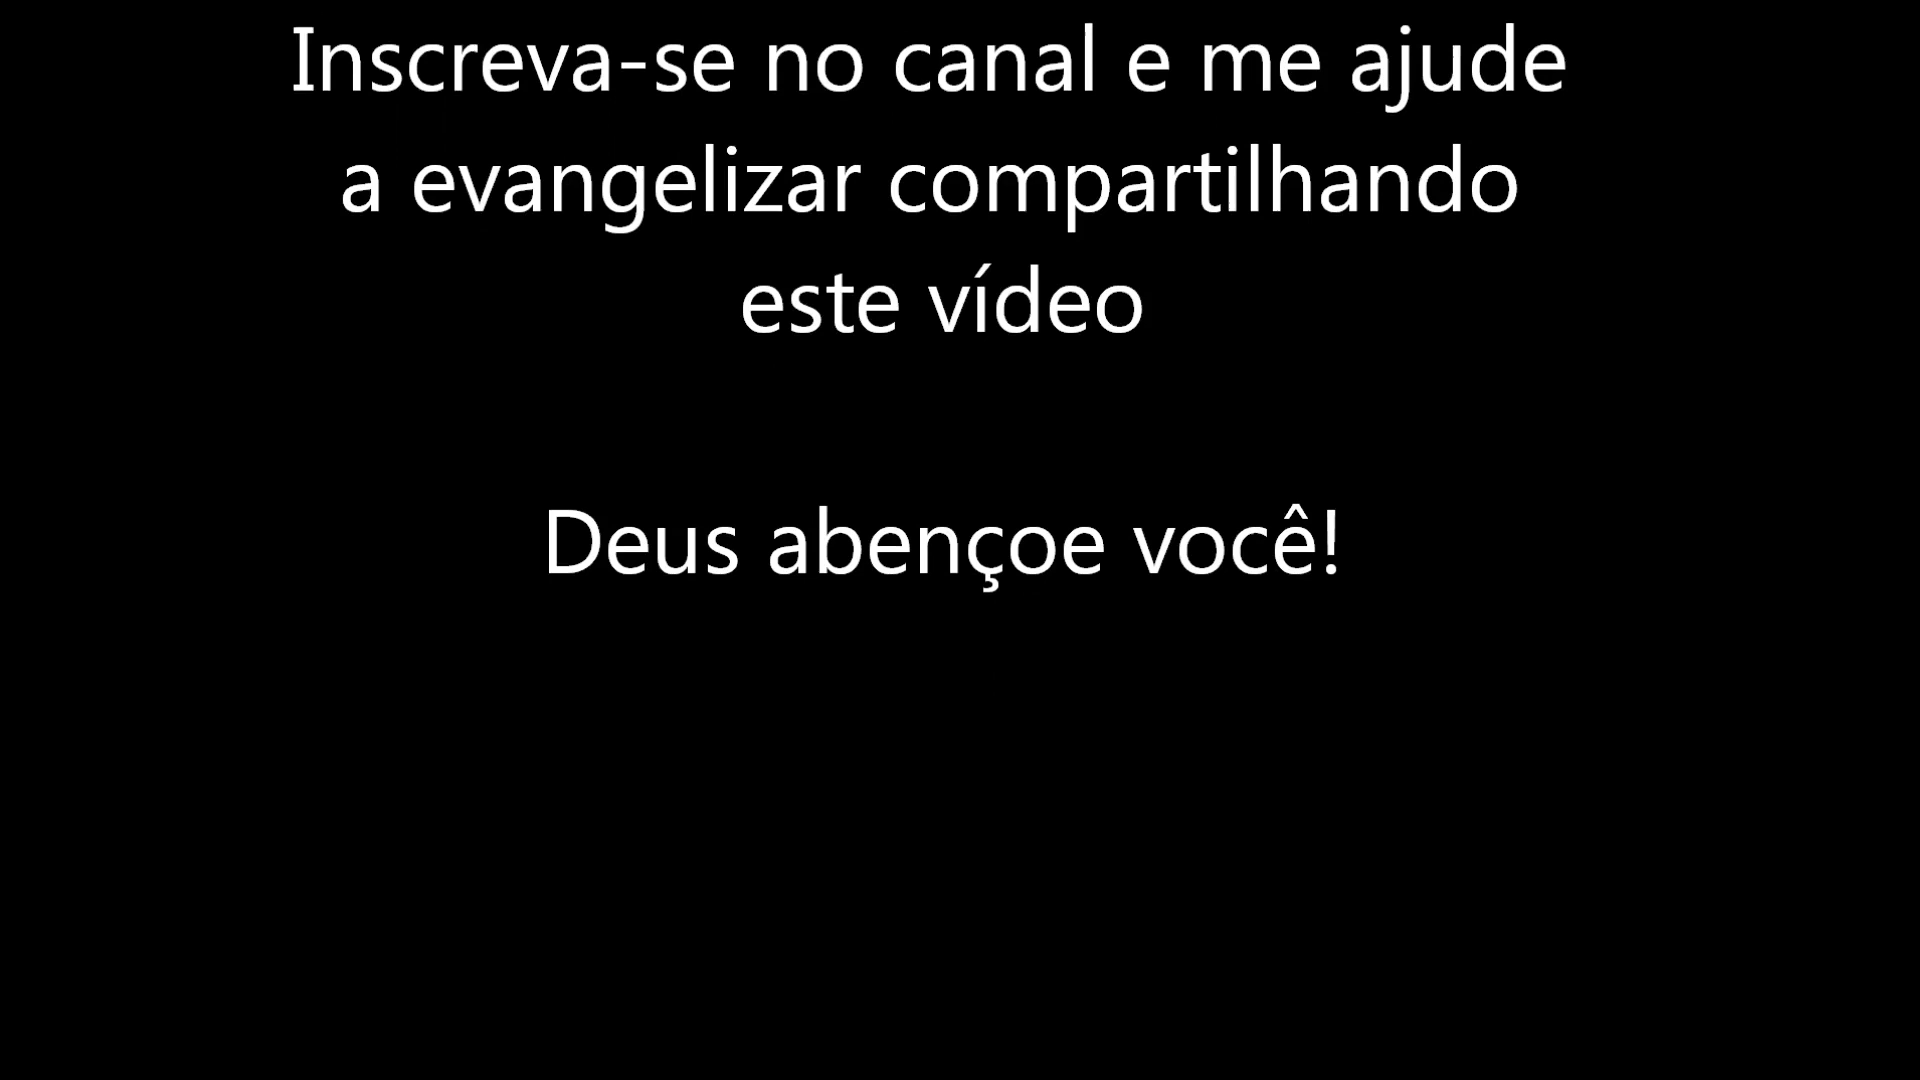 Inscreva-se no canal e me ajude
a evangelizar compartilhando
este vídeo
Deus abençoe você!